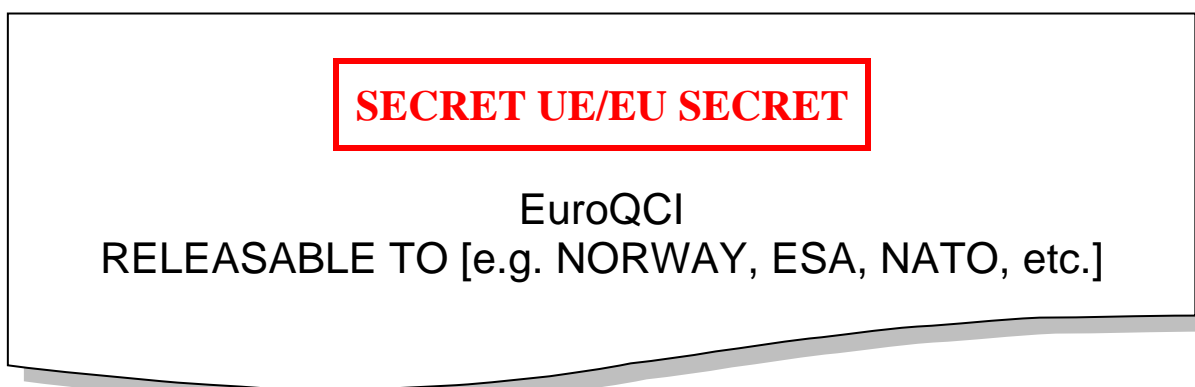 SECRET UE/EU SECRET
EuroQCI
RELEASABLE TO [e.g. NORWAY, ESA, NATO, etc.]